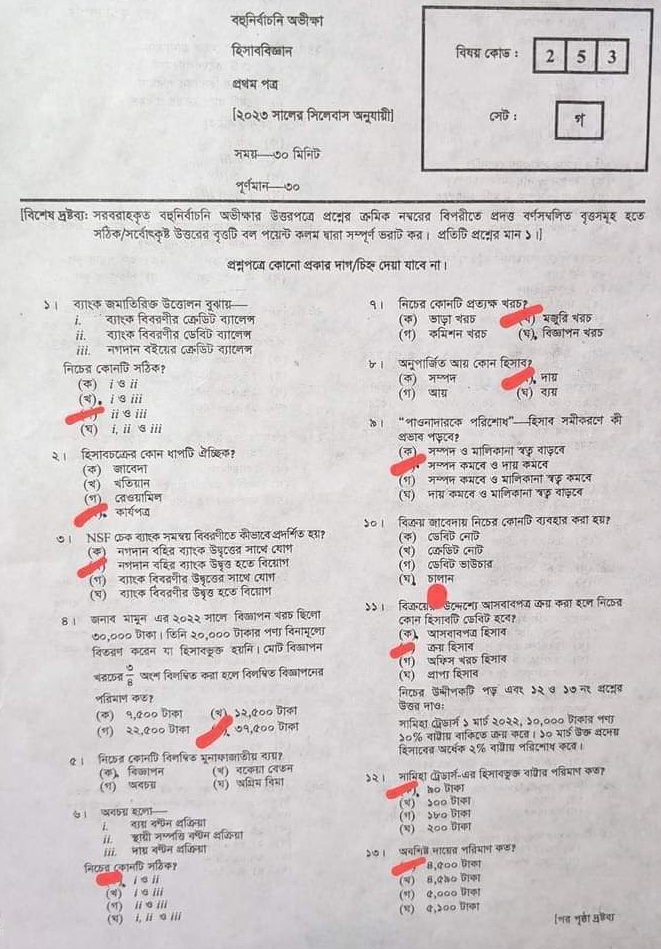 বহুনির্বাচনি অভীক্ষা
হিসাববিজ্ঞান
প্রথম পত্র
[২০২৩ সালের সিলেবাস অনুযায়ী]
সময়—৩০ মিনিট
পূর্ণমান—৩০
বিষয় কোড : 2 5 3
সেট : গ
[বিশেষ দ্রষ্টব্য: সরবরাহকৃত বহুনির্বাচনি অভীক্ষার উত্তরপত্রে প্রশ্নের ক্রমিক নম্বরের বিপরীতে প্রদত্ত বর্ণসম্বলিত বৃত্তসমূহ হতে
সঠিক/সর্বোৎকৃষ্ট উত্তরের বৃত্তটি বল পয়েন্ট কলম দ্বারা সম্পূর্ণ ভরাট কর। প্রতিটি প্রশ্নের মান ১।]
প্রশ্নপত্রে কোনো প্রকার দাগ/চিহ্ন দেয়া যাবে না।
১। ব্যাংক জমাতিরিক্ত উত্তোলন বুঝায়—
i. ব্যাংক বিবরণীর ক্রেডিট ব্যালেন্স
ii. ব্যাংক বিবরণীর ডেবিট ব্যালেন্স
iii. নগদান বইয়ের ক্রেডিট ব্যালেন্স
নিচের কোনটি সঠিক?
(ক) i ও ii
(খ) i ও iii
ii ও iii
(ঘ) i, ii ও iii
২। হিসাবচক্রের কোন ধাপটি ঐচ্ছিক?
(ক) জাবেদা
(খ) খতিয়ান
(গ) রেওয়ামিল
কার্যপত্র
৩। NSF চেক ব্যাংক সমন্বয় বিবরণীতে কীভাবে প্রদর্শিত হয়?
(ক) নগদান বহির ব্যাংক উদ্বৃত্তের সাথে যোগ
নগদান বহির ব্যাংক উদ্বৃত্ত হতে বিয়োগ
(গ) ব্যাংক বিবরণীর উদ্বৃত্তের সাথে যোগ
(ঘ) ব্যাংক বিবরণীর উদ্বৃত্ত হতে বিয়োগ
৪। জনাব মামুন এর ২০২২ সালে বিজ্ঞাপন খরচ ছিলো
৩০,০০০ টাকা। তিনি ২০,০০০ টাকার পণ্য বিনামূল্যে
বিতরণ করেন যা হিসাবভুক্ত হয়নি। মোট বিজ্ঞাপন
খরচের ৩/৪ অংশ বিলম্বিত করা হলে বিলম্বিত বিজ্ঞাপনের
পরিমাণ কত?
(ক) ৭,৫০০ টাকা (খ) ১২,৫০০ টাকা
(গ) ২২,৫০০ টাকা ৩৭,৫০০ টাকা
৫। নিচের কোনটি বিলম্বিত মুনাফাজাতীয় ব্যয়?
(ক) বিজ্ঞাপন (খ) বকেয়া বেতন
(গ) অবচয় (ঘ) অগ্রিম বিমা
৬। অবচয় হলো—
i. ব্যয় বণ্টন প্রক্রিয়া
ii. স্থায়ী সম্পত্তি বণ্টন প্রক্রিয়া
iii. দায় বণ্টন প্রক্রিয়া
নিচের কোনটি সঠিক?
i ও ii
(খ) i ও iii
(গ) ii ও iii
(ঘ) i, ii ও iii
৭। নিচের কোনটি প্রত্যক্ষ খরচ?
(ক) ভাড়া খরচ মজুরি খরচ
(গ) কমিশন খরচ (ঘ) বিজ্ঞাপন খরচ
৮। অনুপার্জিত আয় কোন হিসাব?
(ক) সম্পদ দায়
(গ) আয় (ঘ) ব্যয়
৯। “পাওনাদারকে পরিশোধ”—হিসাব সমীকরণে কী
প্রভাব পড়বে?
(ক) সম্পদ ও মালিকানা স্বত্ব বাড়বে
সম্পদ কমবে ও দায় কমবে
(গ) সম্পদ কমবে ও মালিকানা স্বত্ব কমবে
(ঘ) দায় কমবে ও মালিকানা স্বত্ব বাড়বে
১০। বিক্রয় জাবেদায় নিচের কোনটি ব্যবহার করা হয়?
(ক) ডেবিট নোট
(খ) ক্রেডিট নোট
(গ) ডেবিট ভাউচার
(ঘ) চালান
১১। বিক্রয়ের উদ্দেশ্যে আসবাবপত্র ক্রয় করা হলে নিচের
কোন হিসাবটি ডেবিট হবে?
(ক) আসবাবপত্র হিসাব
ক্রয় হিসাব
(গ) অফিস খরচ হিসাব
(ঘ) প্রাপ্য হিসাব
নিচের উদ্দীপকটি পড় এবং ১২ ও ১৩ নং প্রশ্নের
উত্তর দাও:
সামিহা ট্রেডার্স ১ মার্চ ২০২২, ১০,০০০ টাকার পণ্য
১০% বাট্টায় বাকিতে ক্রয় করে। ১০ মার্চ উক্ত প্রদেয়
হিসাবের অর্ধেক ২% বাট্টায় পরিশোধ করে।
১২। সামিহা ট্রেডার্স-এর হিসাবভুক্ত বাট্টার পরিমাণ কত?
৯০ টাকা
(খ) ১০০ টাকা
(গ) ১৮০ টাকা
(ঘ) ২০০ টাকা
১৩। অবশিষ্ট দায়ের পরিমাণ কত?
৪,৫০০ টাকা
(খ) ৪,৫৯০ টাকা
(গ) ৫,০০০ টাকা
(ঘ) ৫,১০০ টাকা
[পর পৃষ্ঠা দ্রষ্টব্য